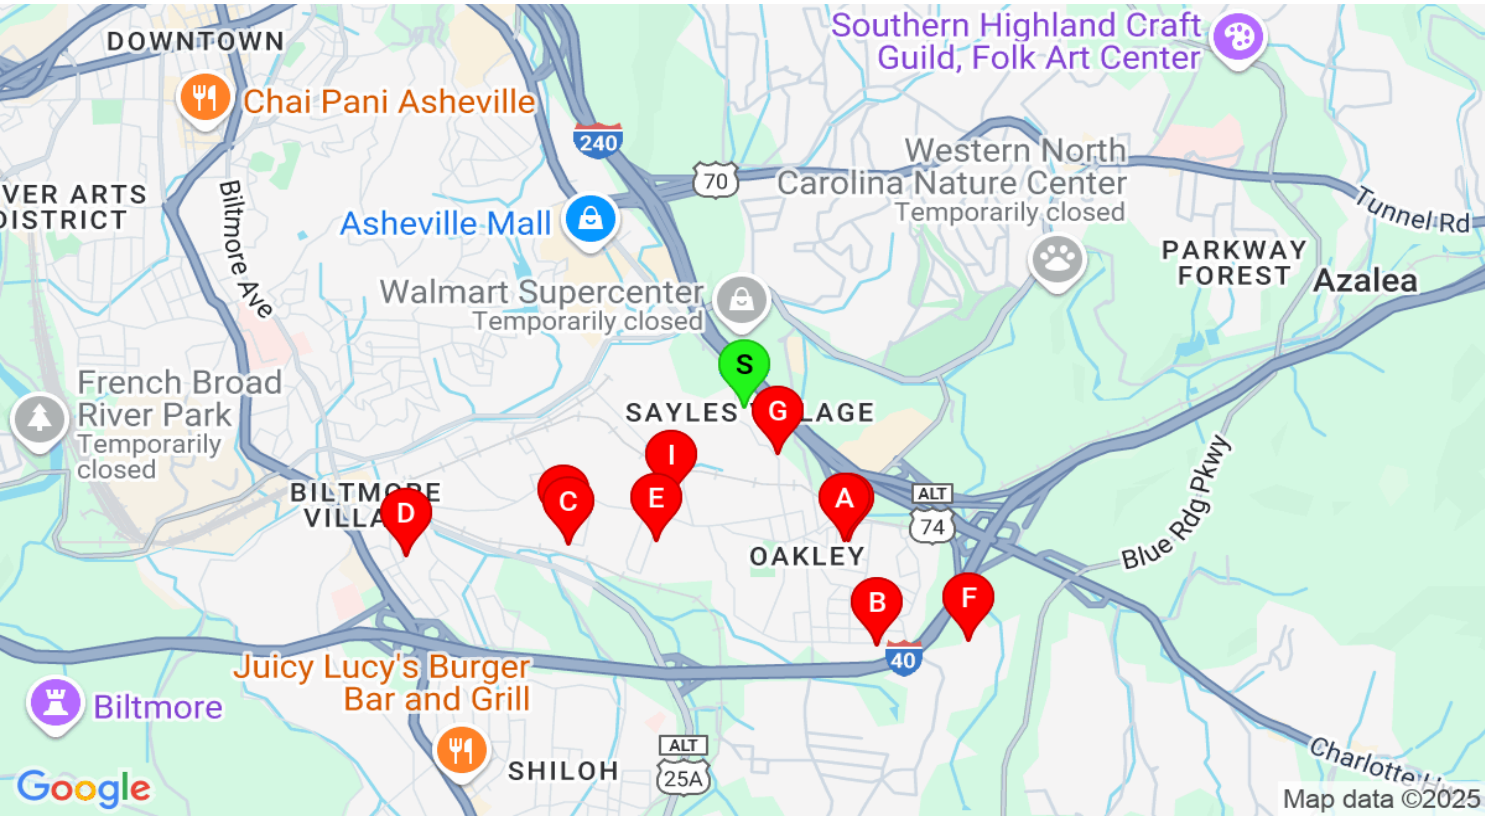 Southern Highland Craft
Guild, Folk Art Center
DOWNTOWN
Chai Pani Asheville
240
Western North
Carolina Nature Center
Temporarily closed
70
VER ARTS
DISTRICT
Biltmore Ave
Asheville Mall
Tunnel Rd
PARKWAY
FOREST
Azalea
Walmart Supercenter
Temporarily closed
S
French Broad
River Park
Temporarily
closed
SAYLES V
LAGE
G
I
BILTMORE
VILLA
D
C
E
A
ALT
74
Blue Rdg Pkwy
OAKLEY
B
F
40
Juicy Lucy's Burger
Bar and Grill
Biltmore
ALT
25A
SHILOH
Charlotte H
Google
Map data ©2025